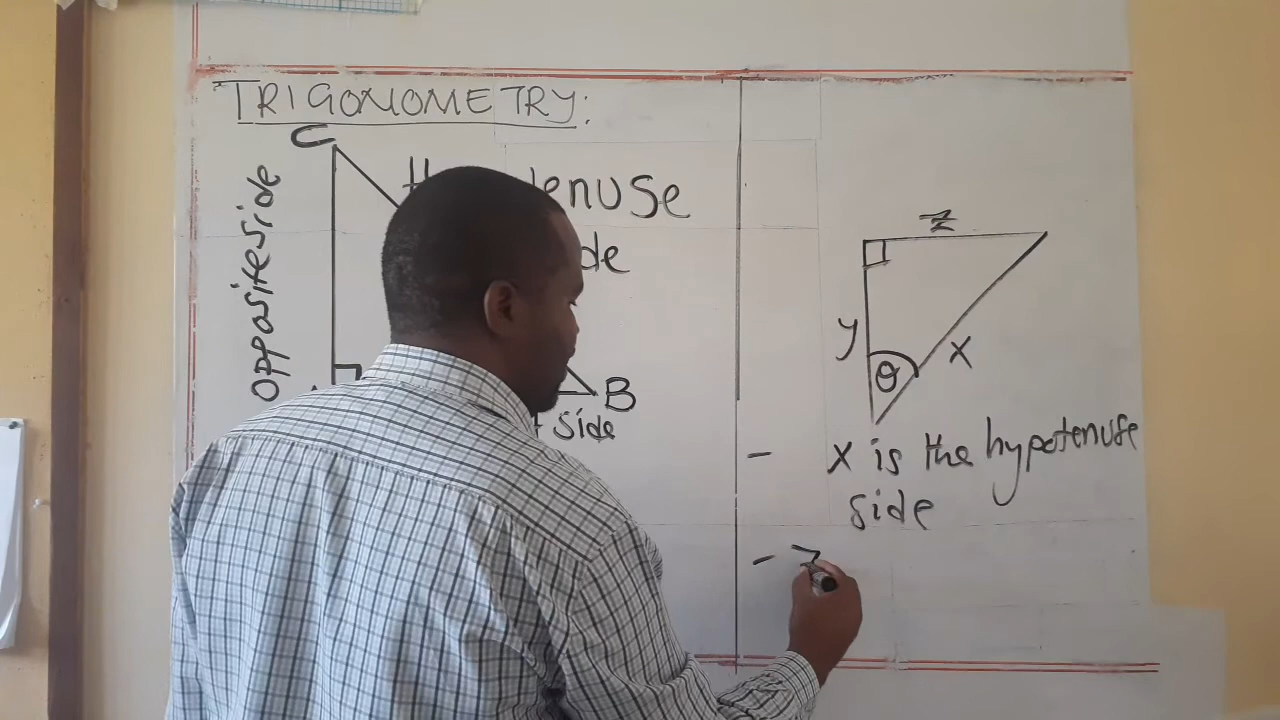 TRIGONOMETRY:
C
Opposite side
enuse
de
B
side
z
y
x
θ
- x is the hypotenuse
side
- z